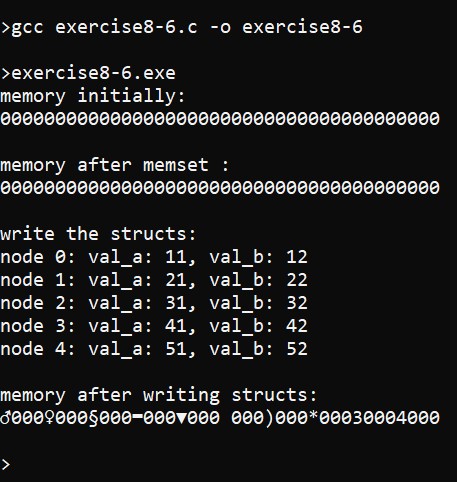 >gcc exercise8-6.c -o exercise8-6
>exercise8-6.exe
memory initially:
0000000000000000000000000000000000000000
memory after memset :
0000000000000000000000000000000000000000
write the structs:
node 0: val_a: 11, val_b: 12
node 1: val_a: 21, val_b: 22
node 2: val_a: 31, val_b: 32
node 3: val_a: 41, val_b: 42
node 4: val_a: 51, val_b: 52
memory after writing structs:
♂000♀000§000▬000▼000 000)000*00030004000
>